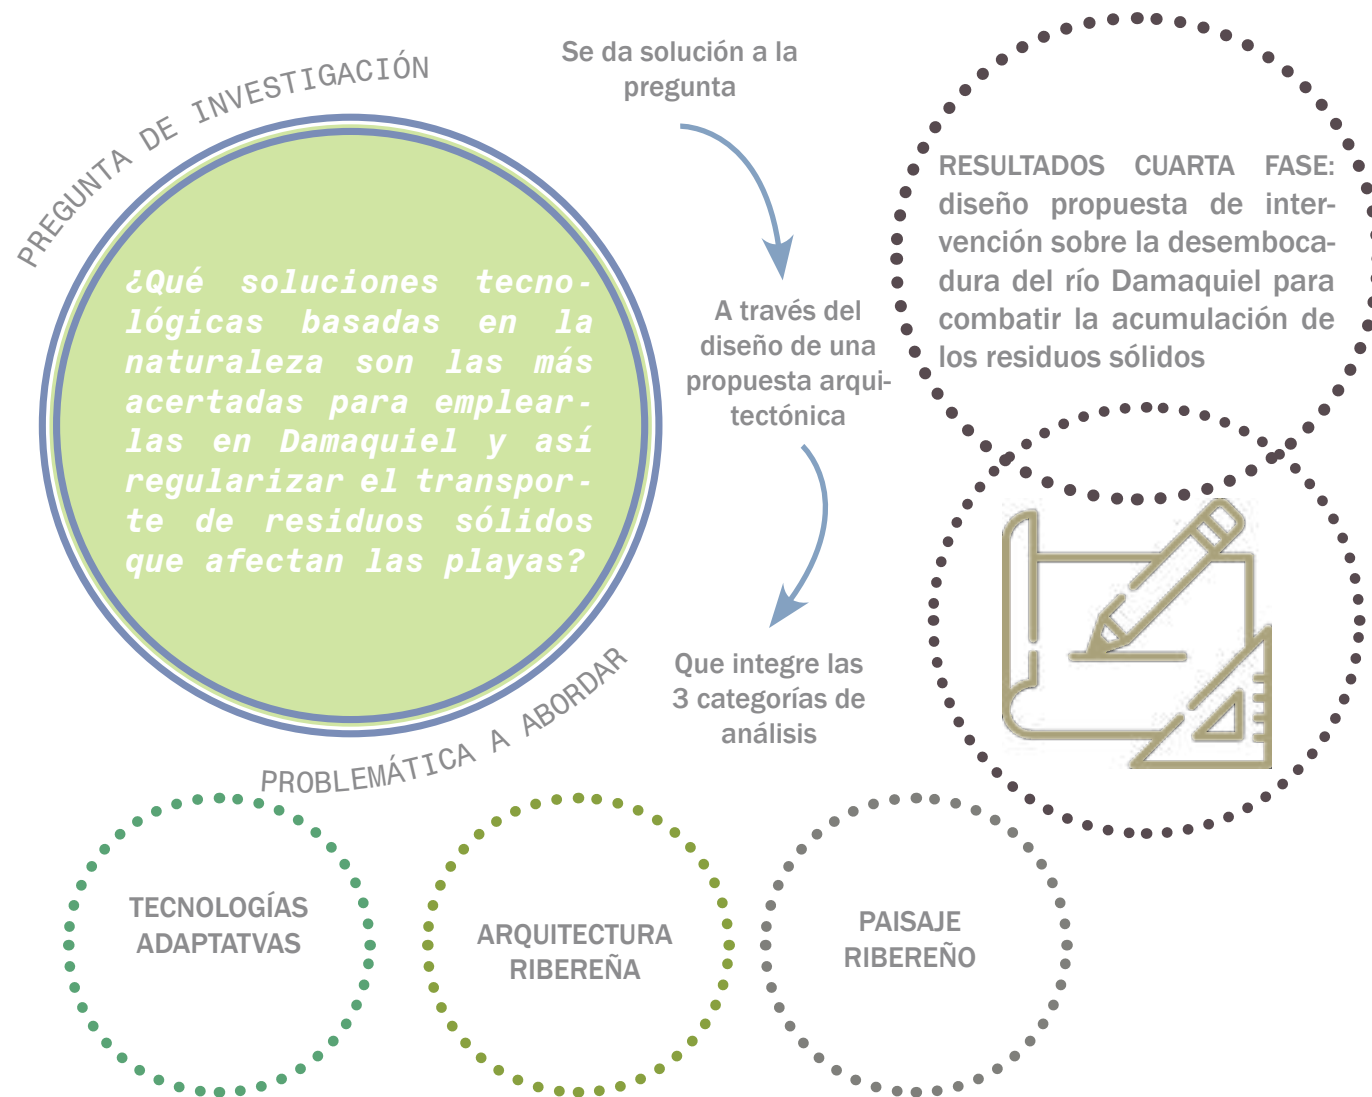 PREGUNTA DE INVESTIGACIÓN
¿Qué soluciones tecno-
lógicas basadas en la
naturaleza son las más
acertadas para emplear-
las en Damaquiel y así
regularizar el transpor-
te de residuos sólidos
que afectan las playas?
PROBLEMÁTICA A ABORDAR
Se da solución a la
pregunta
A través del
diseño de una
propuesta arqui-
tectónica
Que integre las
3 categorías de
análisis
RESULTADOS CUARTA FASE:
diseño propuesta de inter-
vención sobre la desemboca-
dura del río Damaquiel para
combatir la acumulación de
los residuos sólidos
TECNOLOGÍAS
ADAPTATVAS
ARQUITECTURA
RIBEREÑA
PAISAJE
RIBEREÑO